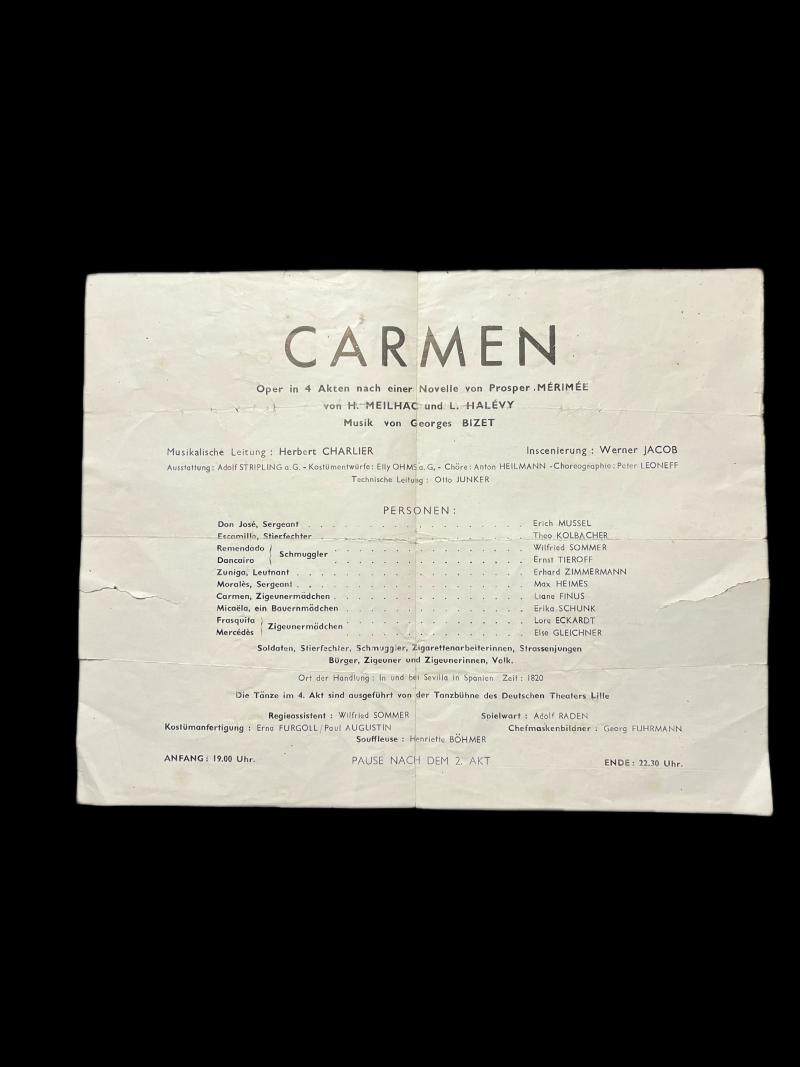 CARMEN
Oper in 4 Akten nach einer Novelle von Prosper .MÉRIMÉE
von H. MEILHAC und L. HALÉVY
Musik von Georges BIZET
Musikalische Leitung : Herbert CHARLIER Inscenierung : Werner JACOB
Ausstattung : Adolf STRIPLING a. G. - Kostümentwürfe : Elly OHMS a. G, - Chöre : Anton HEILMANN - Choreographie : Peter LEONEFF
Technische Leitung : Otto JUNKER
PERSONEN :
Don José, Sergeant . . . . . . . . . . . . . . . . . Erich MUSSEL
Escamillo, Stierfechter . . . . . . . . . . . . . . . . Theo KOLBACHER
Remendado . . . . . . . . . . . . . . . Wilfried SOMMER
Schmuggler
Dancairo . . . . . . . . . . . . . . . Ernst TIEROFF
Zuniga, Leutnant . . . . . . . . . . . . . . . . . . Erhard ZIMMERMANN
Moralès, Sergeant . . . . . . . . . . . . . . . . . . Max HEIMES
Carmen, Zigeunermädchen . . . . . . . . . . . . . . . Liane FINUS
Micaëla, ein Bauernmädchen . . . . . . . . . . . . . . Erika SCHUNK
Frasquita . . . . . . . . . . . . . . Lore ECKARDT
Zigeunermädchen
Mercédès . . . . . . . . . . . . . . Else GLEICHNER
Soldaten, Stierfechter, Schmuggler, Zigarettenarbeiterinnen, Strassenjungen
Bürger, Zigeuner und Zigeunerinnen, Volk.
Ort der Handlung : In und bei Sevilla in Spanien Zeit : 1820
Die Tänze im 4. Akt sind ausgeführt von der Tanzbühne des Deutschen Theaters Lille
Regieassistent : Wilfried SOMMER Spielwart : Adolf RADEN
Kostümanfertigung : Erna FURGOLL / Paul AUGUSTIN Chefmaskenbildner : Georg FUHRMANN
Souffleuse : Henriette BÖHMER
ANFANG : 19.00 Uhr. PAUSE NACH DEM 2. AKT ENDE : 22.30 Uhr.